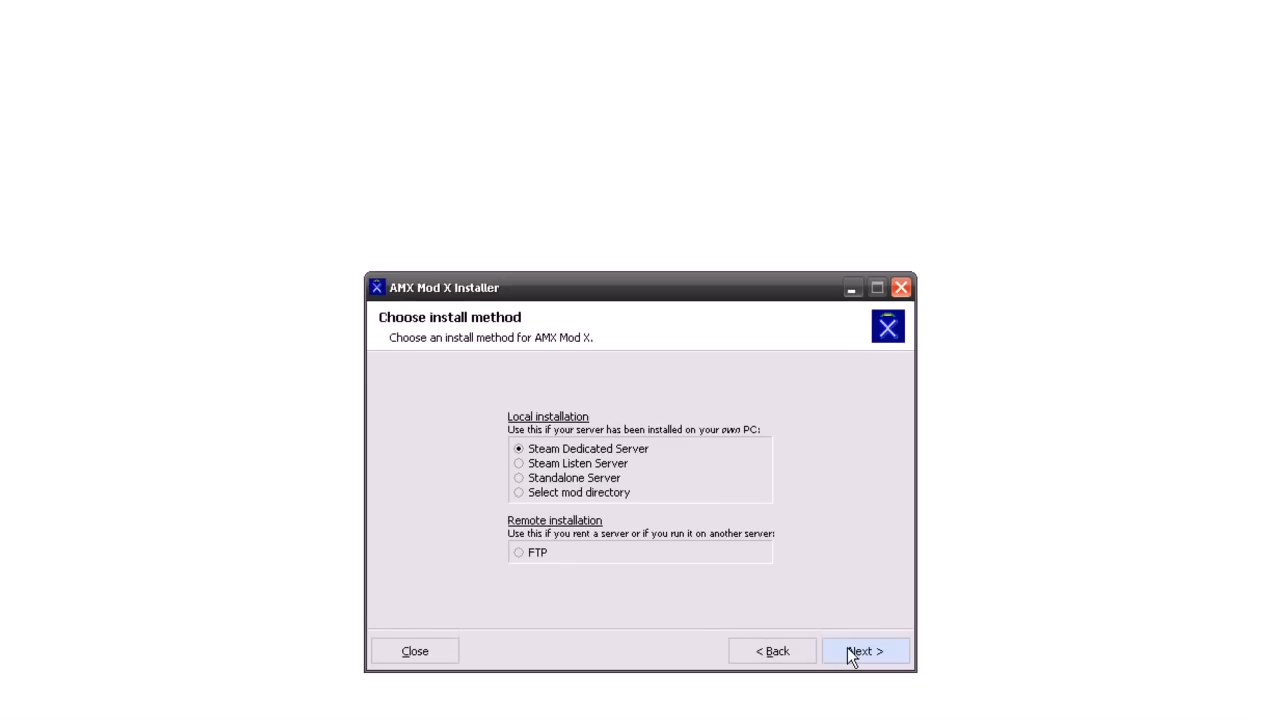 AMX Mod X Installer
Choose install method
Choose an install method for AMX Mod X.
Local installation
Use this if your server has been installed on your own PC:
Steam Dedicated Server
Steam Listen Server
Standalone Server
Select mod directory
Remote installation
Use this if you rent a server or if you run it on another server:
FTP
Close
< Back
Next >